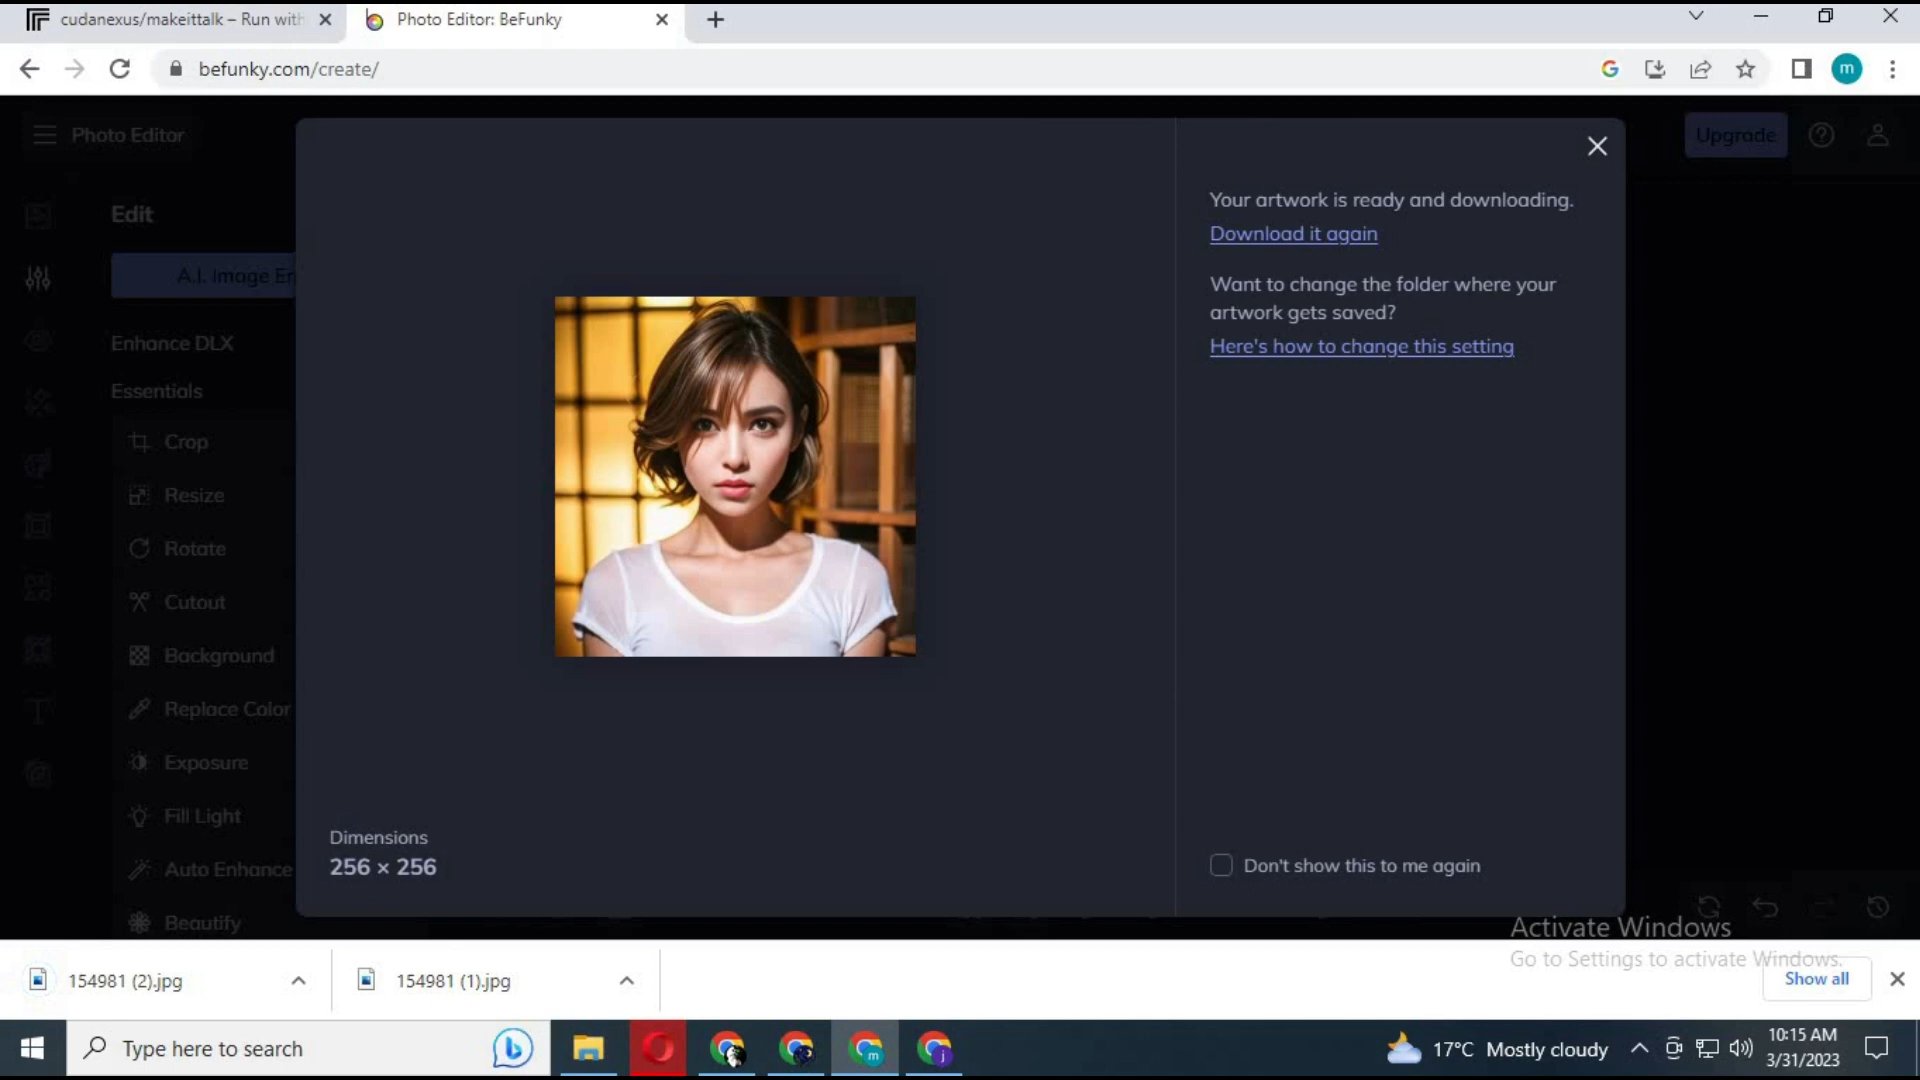 cudanexus/makeittalk – Run with
Photo Editor: BeFunky
befunky.com/create/
m
Photo Editor
Upgrade
Edit
A.I. Image En
Enhance DLX
Essentials
Crop
Resize
Rotate
Cutout
Background
Replace Color
Exposure
Fill Light
Auto Enhance
Beautify
Your artwork is ready and downloading.
Download it again
Want to change the folder where your
artwork gets saved?
Here's how to change this setting
Dimensions
256 × 256
Don't show this to me again
Activate Windows
Go to Settings to activate Windows.
154981 (2).jpg
154981 (1).jpg
Show all
Type here to search
m
j
17°C Mostly cloudy
10:15 AM
3/31/2023